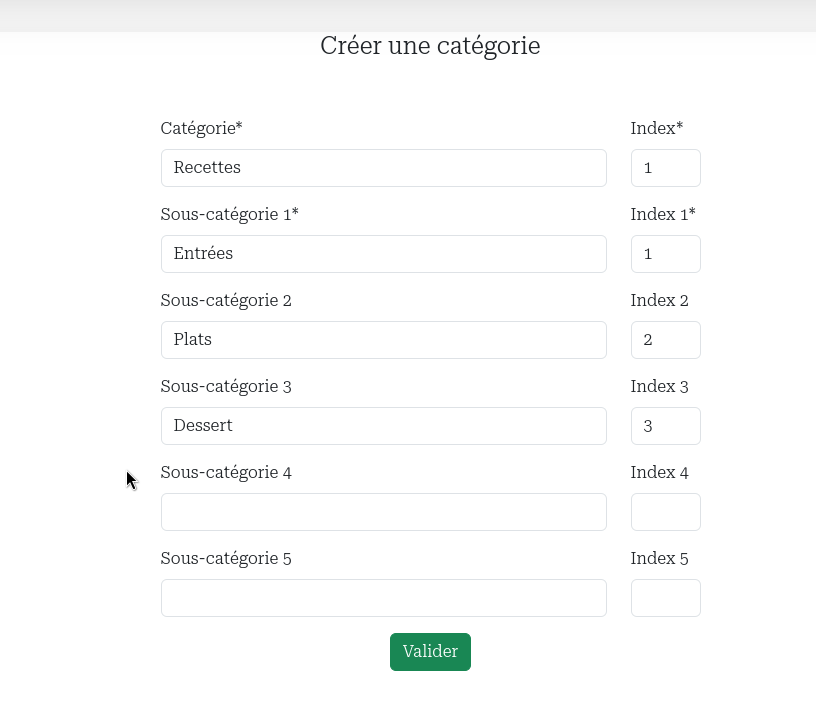 Créer une catégorie
Catégorie* Index*
Recettes 1
Sous-catégorie 1* Index 1*
Entrées 1
Sous-catégorie 2 Index 2
Plats 2
Sous-catégorie 3 Index 3
Dessert 3
Sous-catégorie 4 Index 4
Sous-catégorie 5 Index 5
Valider